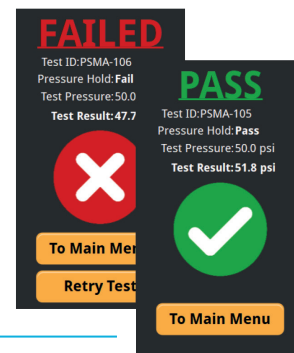 FAILED
Test ID:PSMA-106
Pressure Hold:Fail
Test Pressure:50.0
Test Result:47.7
To Main Men
Retry Test
PASS
Test ID:PSMA-105
Pressure Hold:Pass
Test Pressure:50.0 psi
Test Result:51.8 psi
To Main Menu